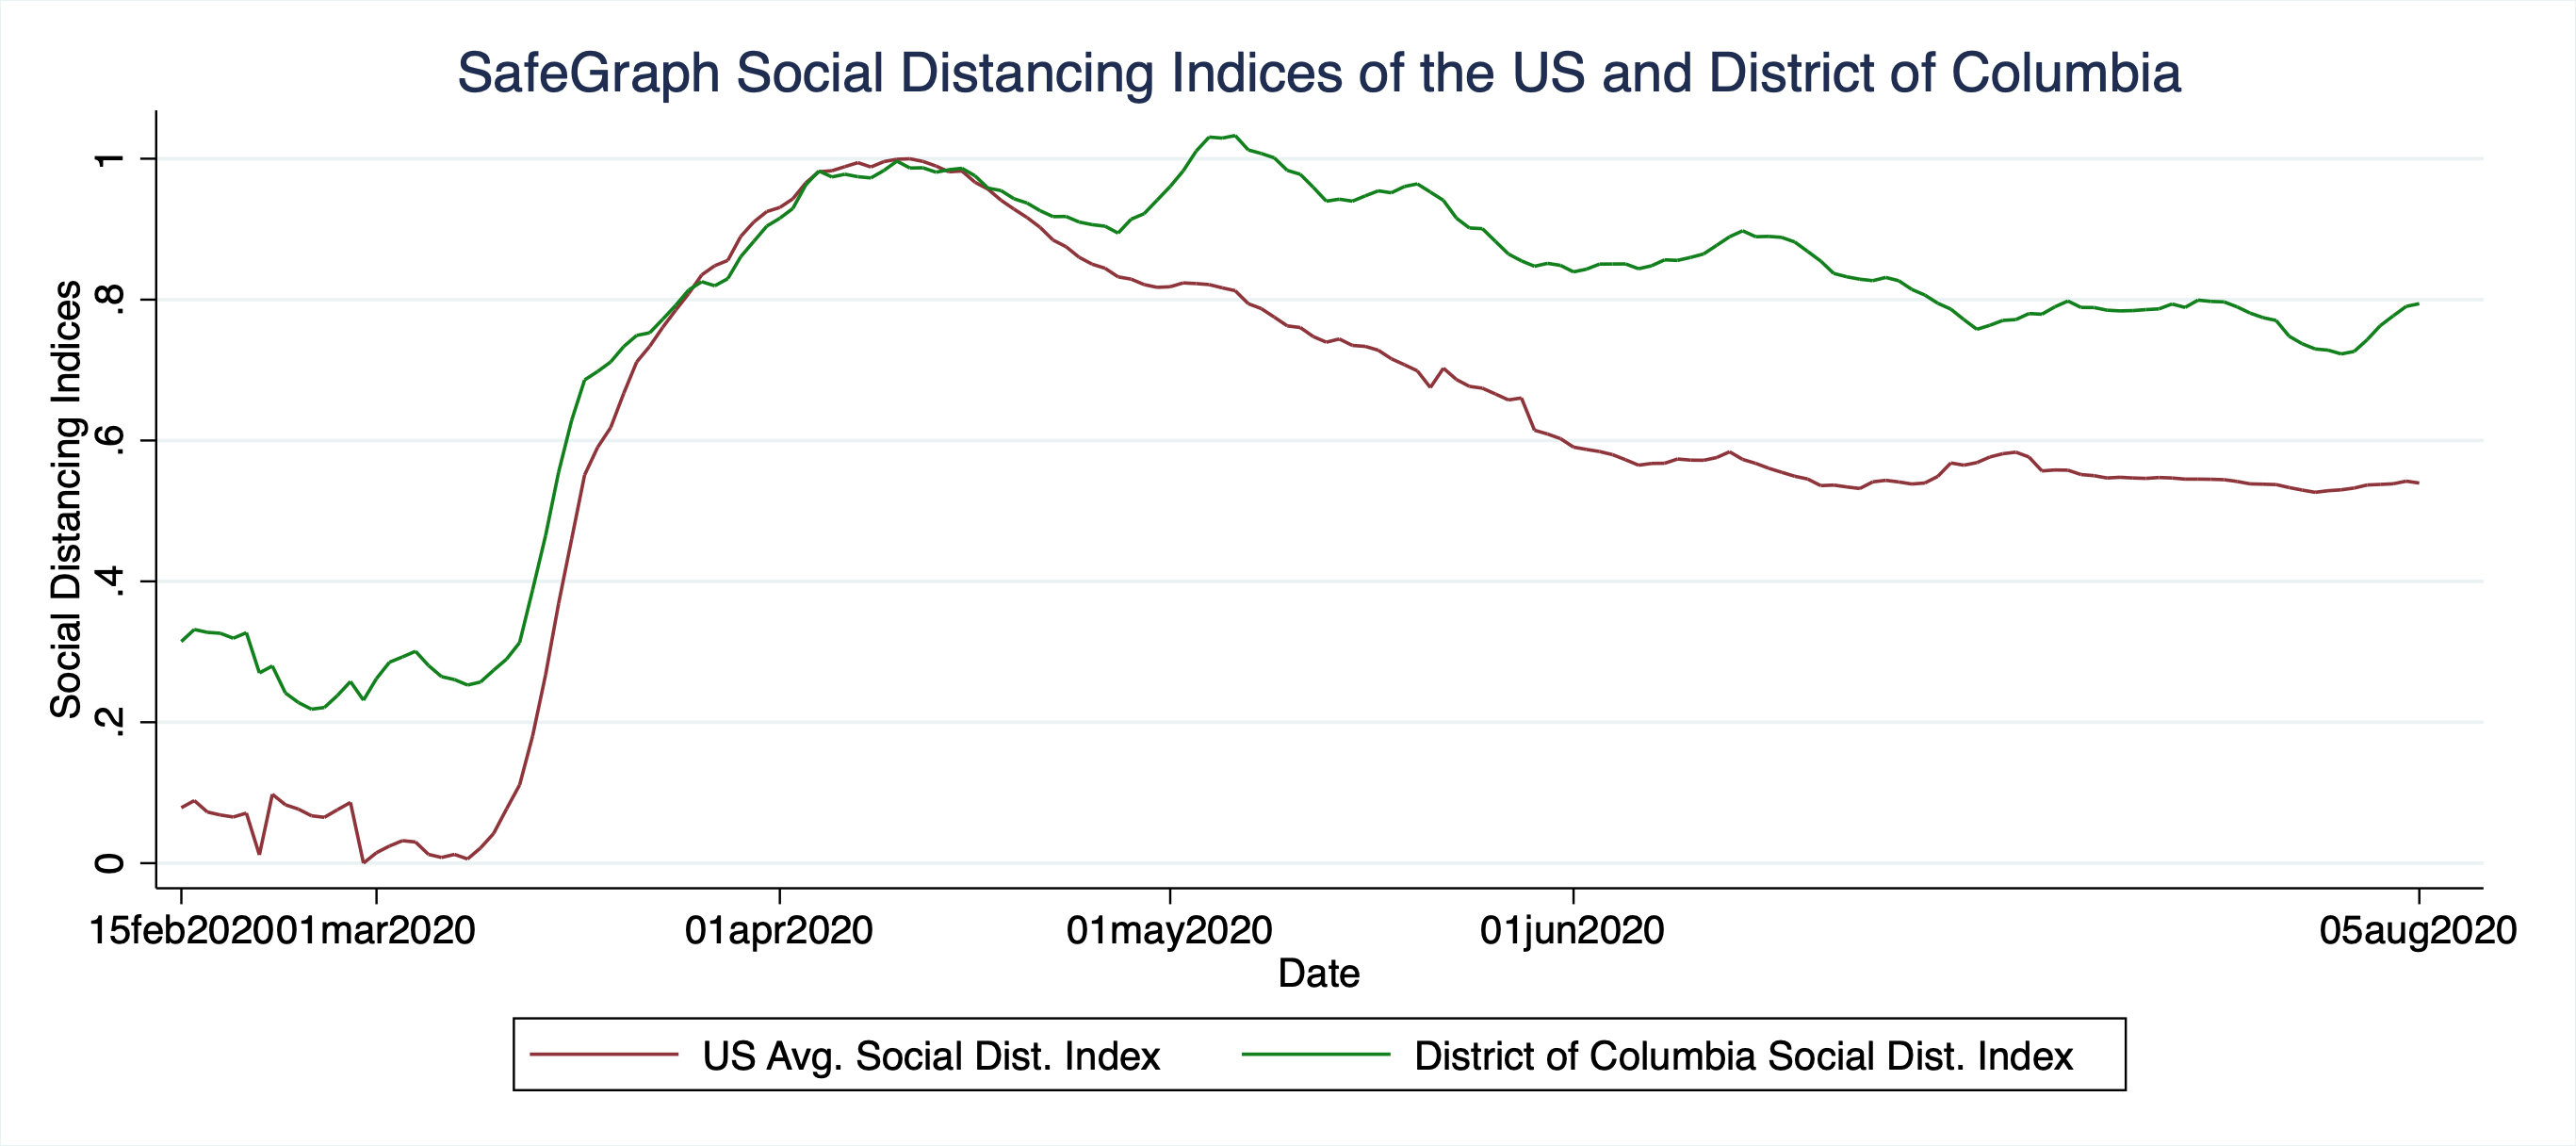 SafeGraph Social Distancing Indices of the US and District of Columbia
Social Distancing Indices
1
.8
.6
.4
.2
0
15feb2020 01mar2020 01apr2020 01may2020 01jun2020 05aug2020
Date
US Avg. Social Dist. Index District of Columbia Social Dist. Index